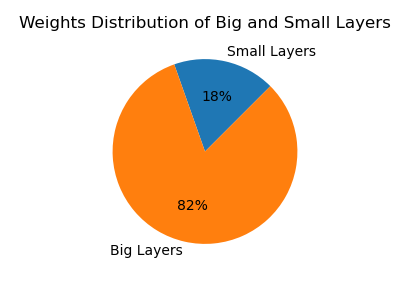 Weights Distribution of Big and Small Layers
Small Layers
18%
82%
Big Layers